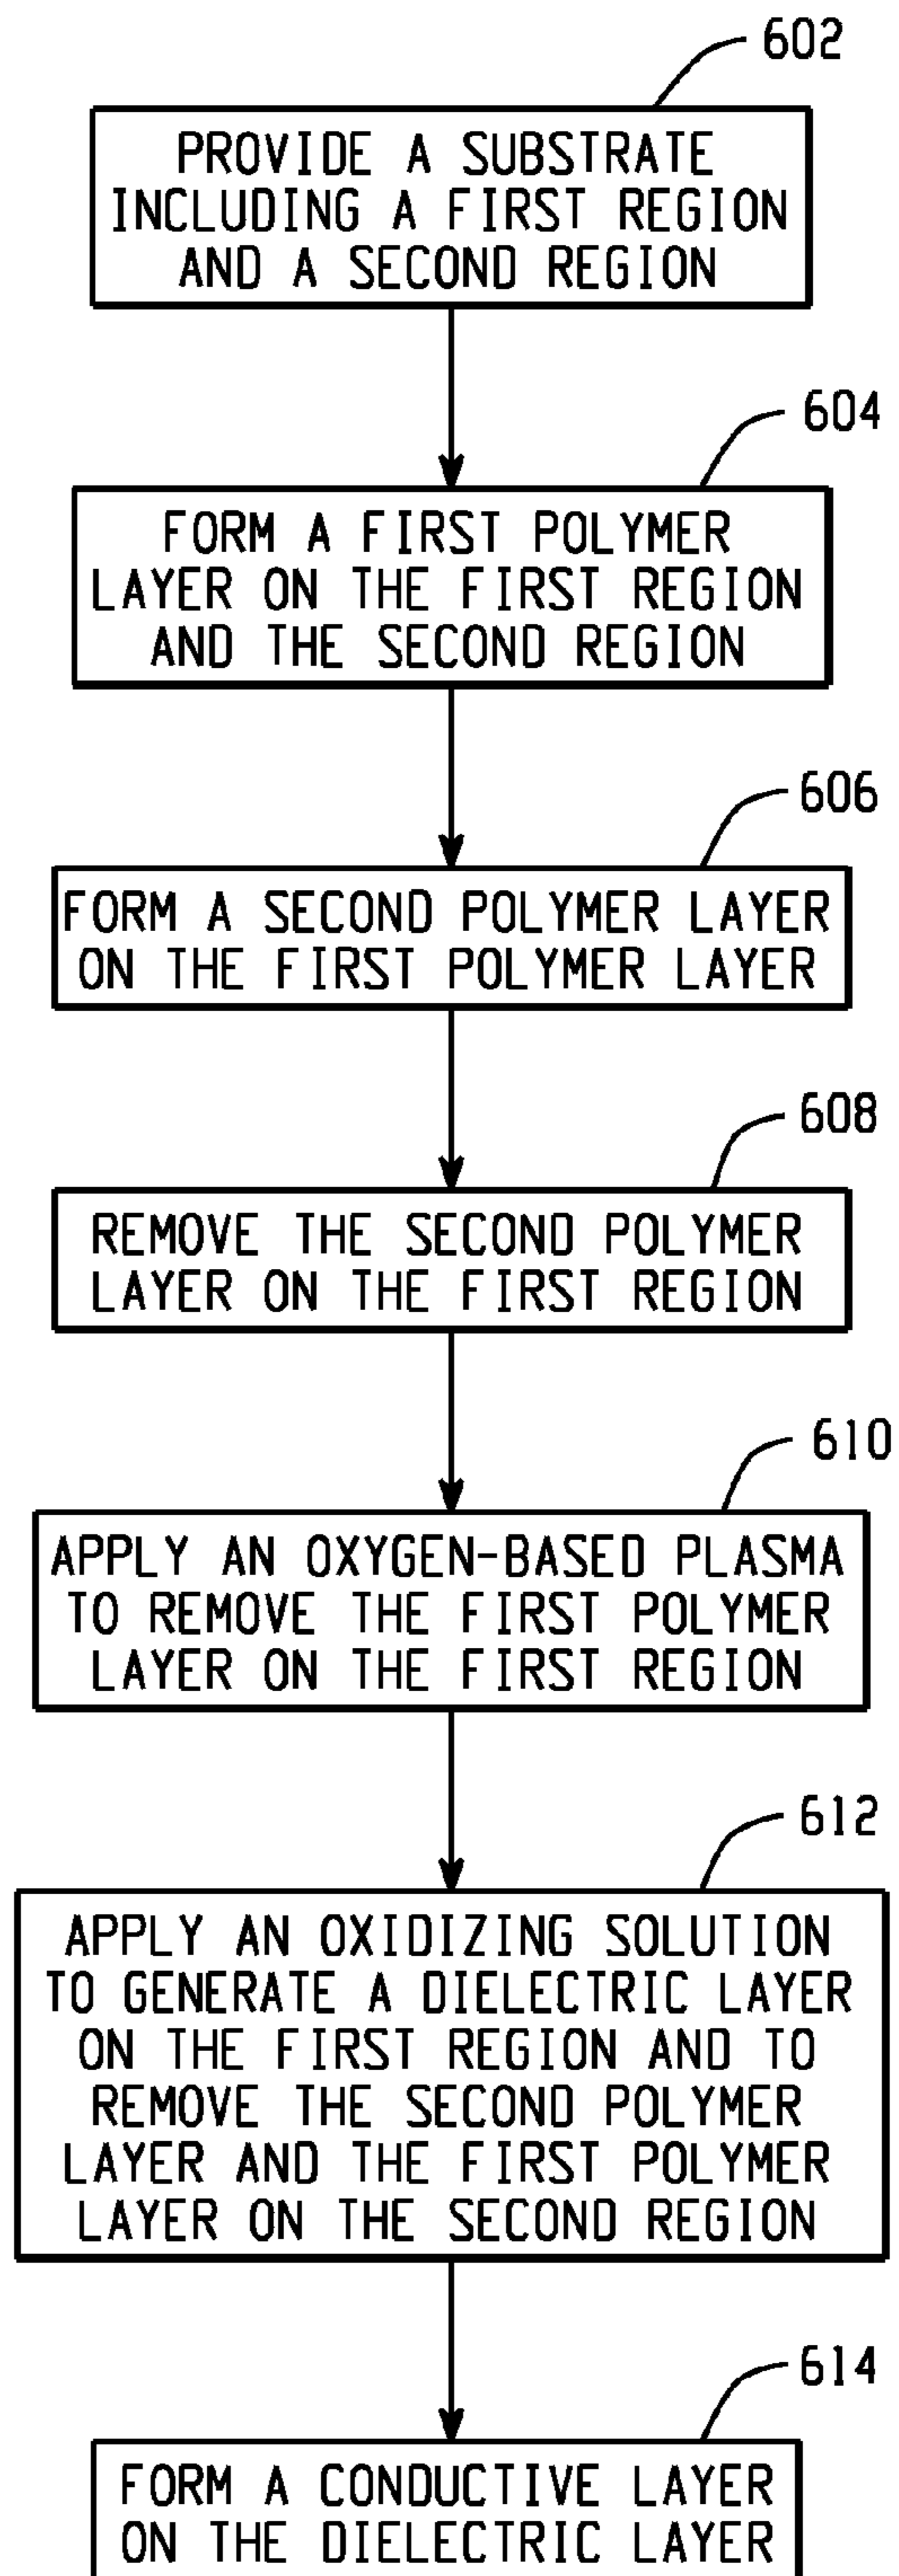 602
PROVIDE A SUBSTRATE
INCLUDING A FIRST REGION
AND A SECOND REGION
604
FORM A FIRST POLYMER
LAYER ON THE FIRST REGION
AND THE SECOND REGION
606
FORM A SECOND POLYMER LAYER
ON THE FIRST POLYMER LAYER
608
REMOVE THE SECOND POLYMER
LAYER ON THE FIRST REGION
610
APPLY AN OXYGEN-BASED PLASMA
TO REMOVE THE FIRST POLYMER
LAYER ON THE FIRST REGION
612
APPLY AN OXIDIZING SOLUTION
TO GENERATE A DIELECTRIC LAYER
ON THE FIRST REGION AND TO
REMOVE THE SECOND POLYMER
LAYER AND THE FIRST POLYMER
LAYER ON THE SECOND REGION
614
FORM A CONDUCTIVE LAYER
ON THE DIELECTRIC LAYER